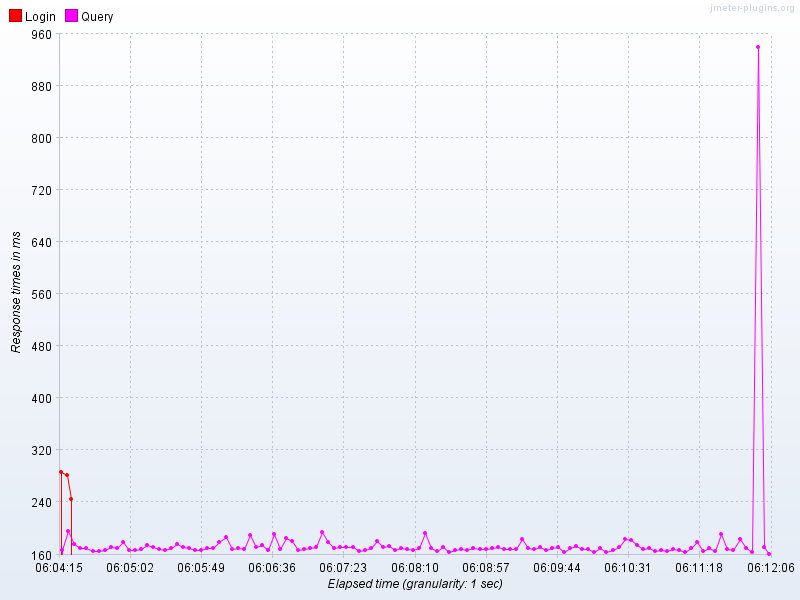 jmeter-plugins.org
Login Query
960
880
800
720
640
560
480
400
320
240
160
Response times in ms
06:04:15 06:05:02 06:05:49 06:06:36 06:07:23 06:08:10 06:08:57 06:09:44 06:10:31 06:11:18 06:12:06
Elapsed time (granularity: 1 sec)